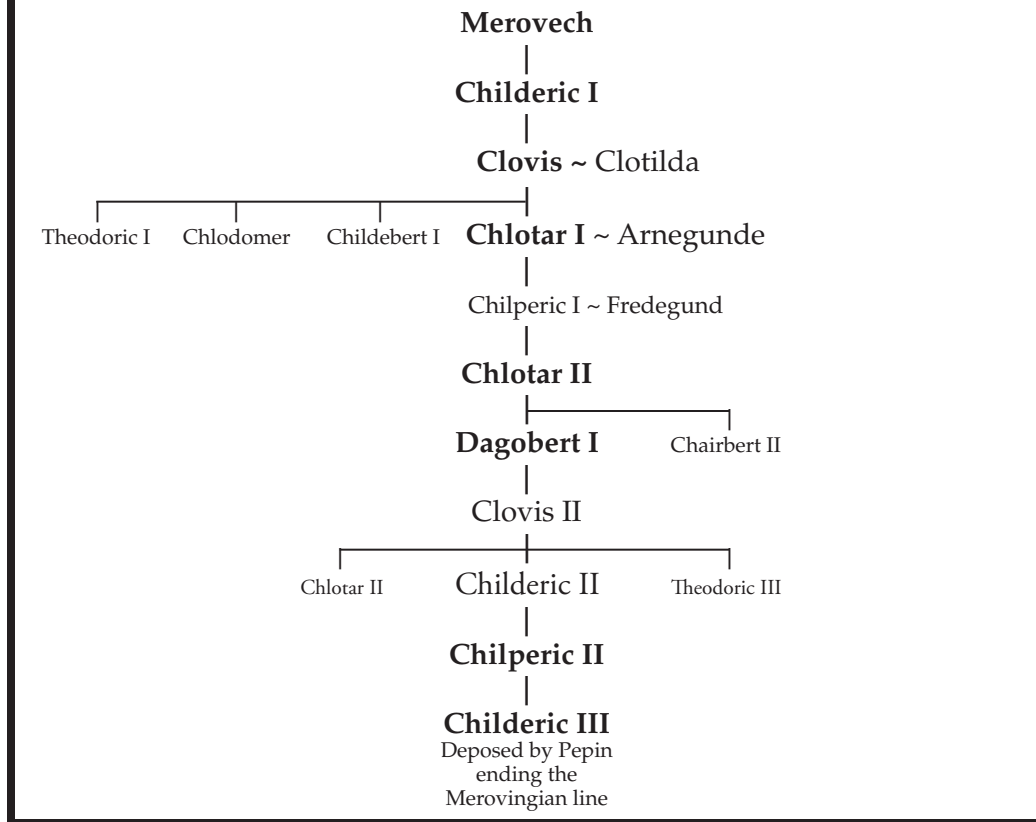 Merovech
Childeric I
Clovis ~ Clotilda
Theodoric I Chlodomer Childebert I Chlotar I ~ Arnegunde
Chilperic I ~ Fredegund
Chlotar II
Dagobert I Chairbert II
Clovis II
Chlotar II Childeric II Theodoric III
Chilperic II
Childeric III
Deposed by Pepin
ending the
Merovingian line